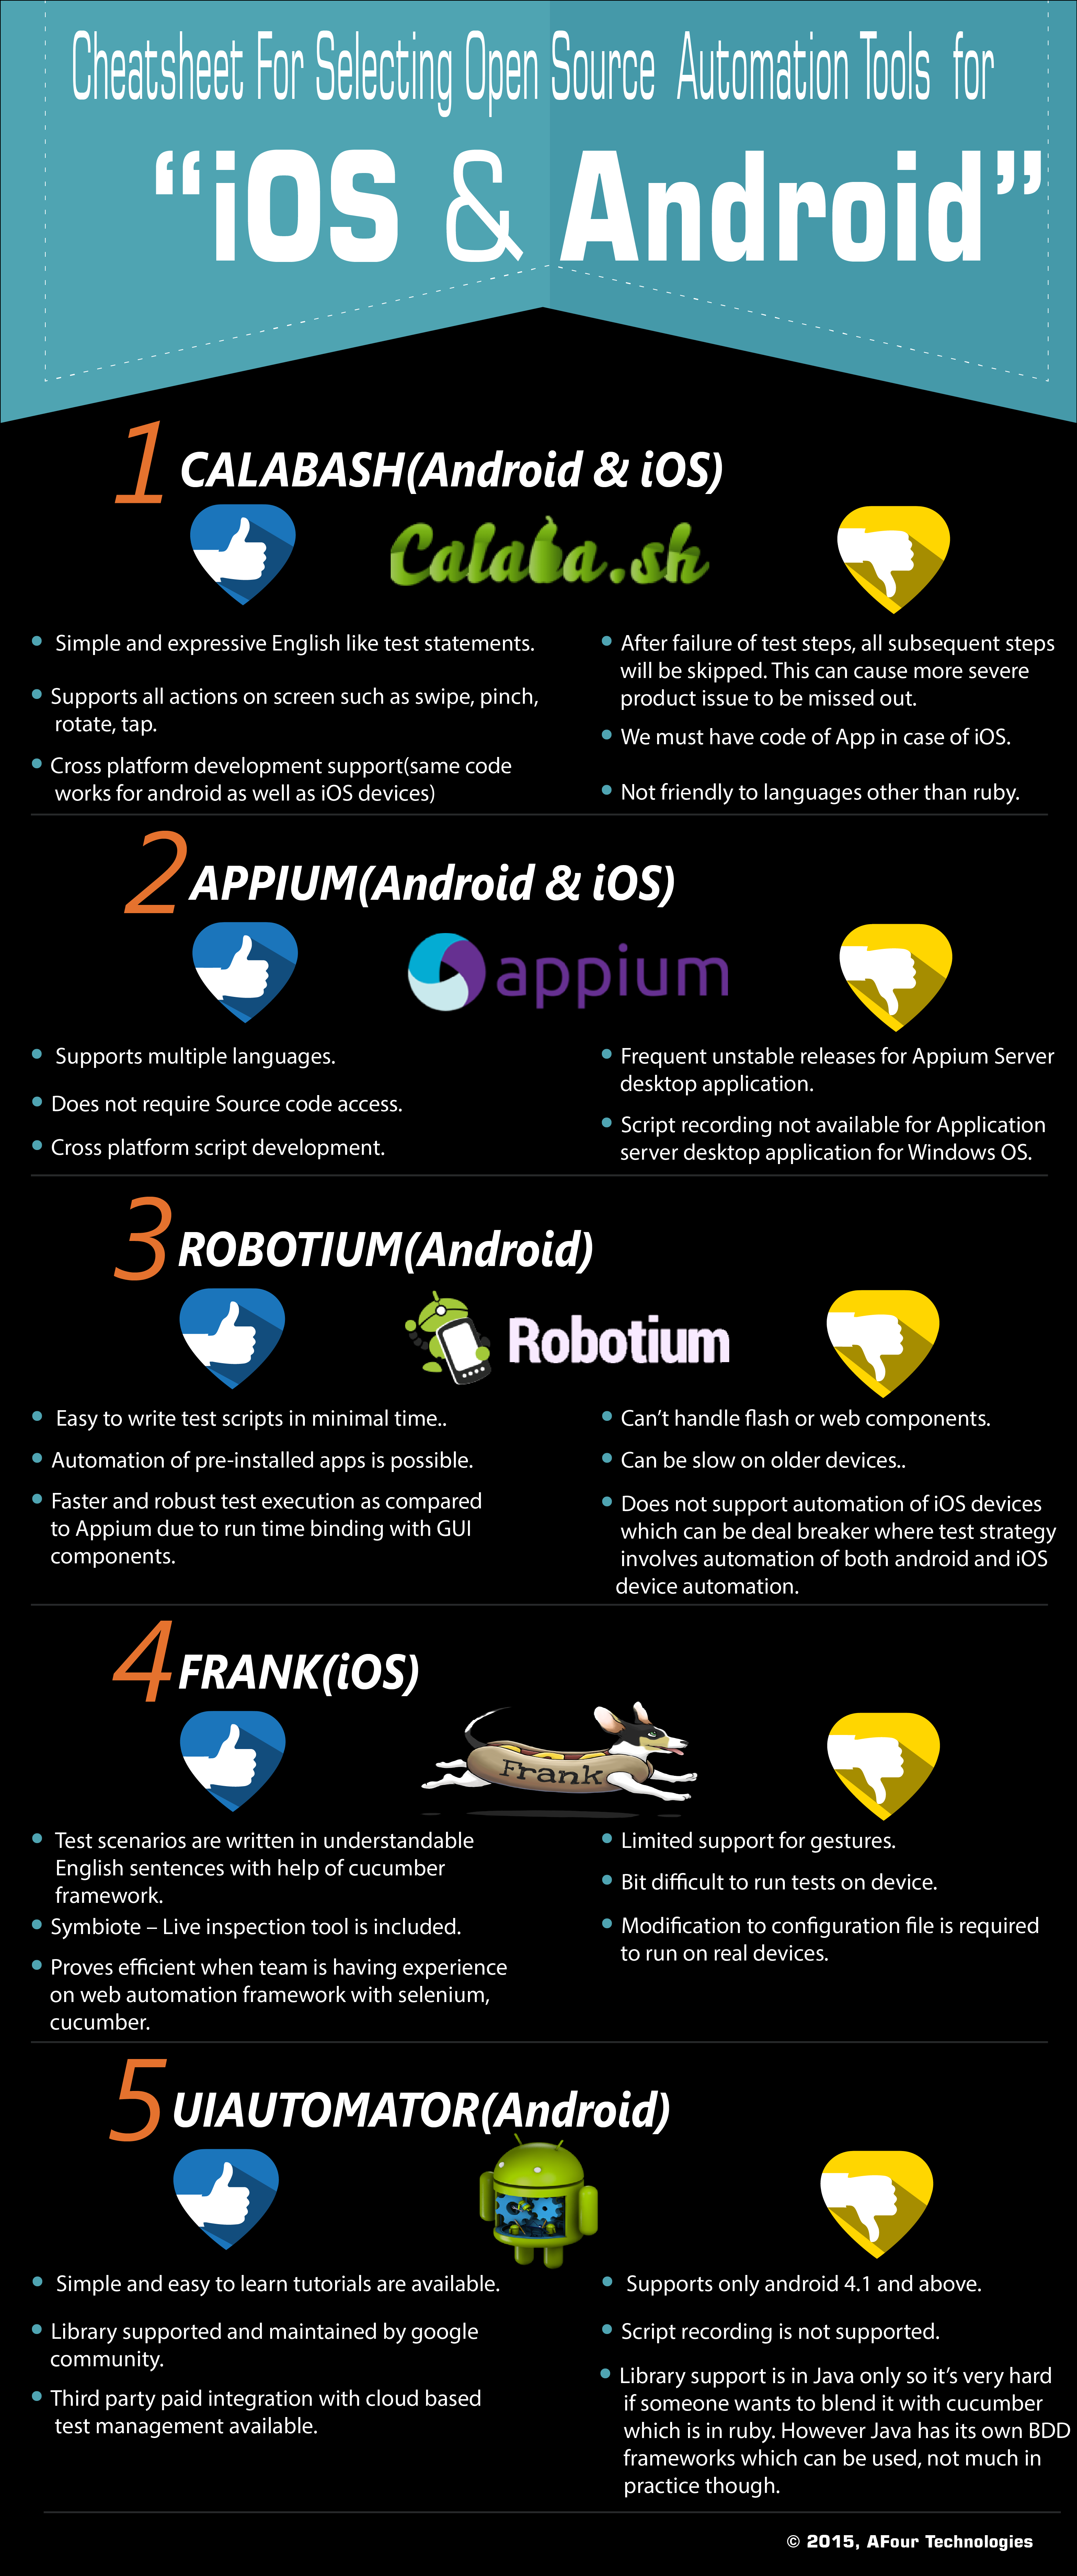 Cheatsheet For Selecting Open Source Automation Tools for
“iOS & Android”
1 CALABASH(Android & iOS)
Calaba.sh
Simple and expressive English like test statements.
Supports all actions on screen such as swipe, pinch,
rotate, tap.
Cross platform development support(same code
works for android as well as iOS devices)
After failure of test steps, all subsequent steps
will be skipped. This can cause more severe
product issue to be missed out.
We must have code of App in case of iOS.
Not friendly to languages other than ruby.
2 APPIUM(Android & iOS)
appium
Supports multiple languages.
Does not require Source code access.
Cross platform script development.
Frequent unstable releases for Appium Server
desktop application.
Script recording not available for Application
server desktop application for Windows OS.
3 ROBOTIUM(Android)
Robotium
Easy to write test scripts in minimal time..
Automation of pre-installed apps is possible.
Faster and robust test execution as compared
to Appium due to run time binding with GUI
components.
Can’t handle flash or web components.
Can be slow on older devices..
Does not support automation of iOS devices
which can be deal breaker where test strategy
involves automation of both android and iOS
device automation.
4 FRANK(iOS)
Frank
Test scenarios are written in understandable
English sentences with help of cucumber
framework.
Symbiote – Live inspection tool is included.
Proves efficient when team is having experience
on web automation framework with selenium,
cucumber.
Limited support for gestures.
Bit difficult to run tests on device.
Modification to configuration file is required
to run on real devices.
5 UIAUTOMATOR(Android)
Simple and easy to learn tutorials are available.
Library supported and maintained by google
community.
Third party paid integration with cloud based
test management available.
Supports only android 4.1 and above.
Script recording is not supported.
Library support is in Java only so it’s very hard
if someone wants to blend it with cucumber
which is in ruby. However Java has its own BDD
frameworks which can be used, not much in
practice though.
© 2015, AFour Technologies